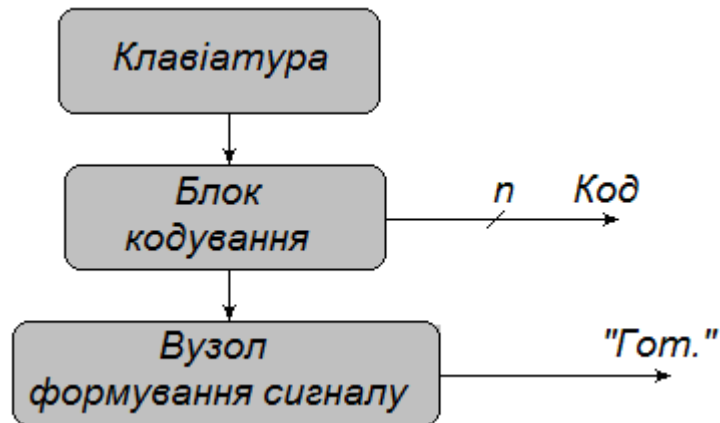 Клавіатура
Блок
кодування
n Код
Вузол
формування сигналу
"Гот."